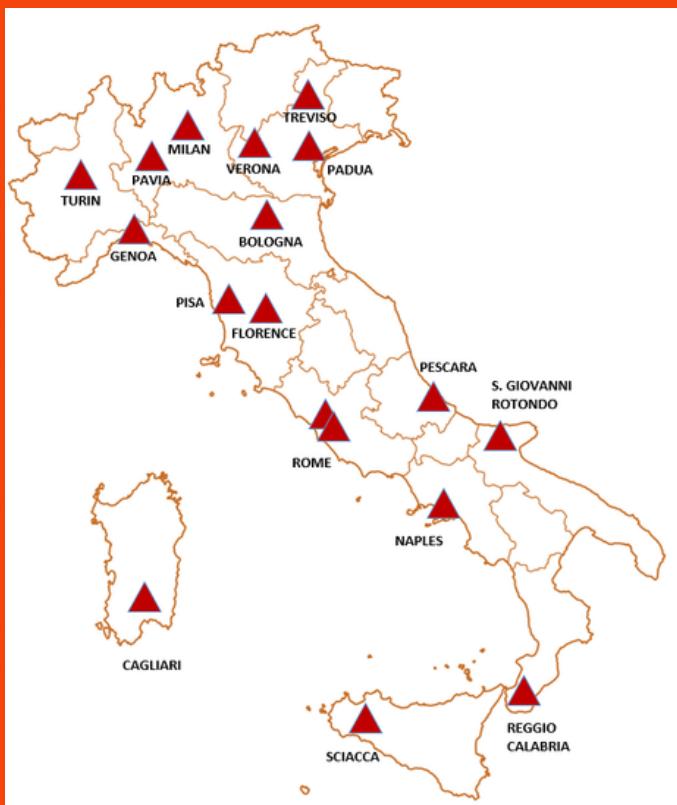 TREVISO
MILAN
VERONA
PADUA
PAVIA
TURIN
BOLOGNA
GENOA
PISA
FLORENCE
PESCARA
S. GIOVANNI
ROTONDO
ROME
NAPLES
CAGLIARI
REGGIO
CALABRIA
SCIACCA